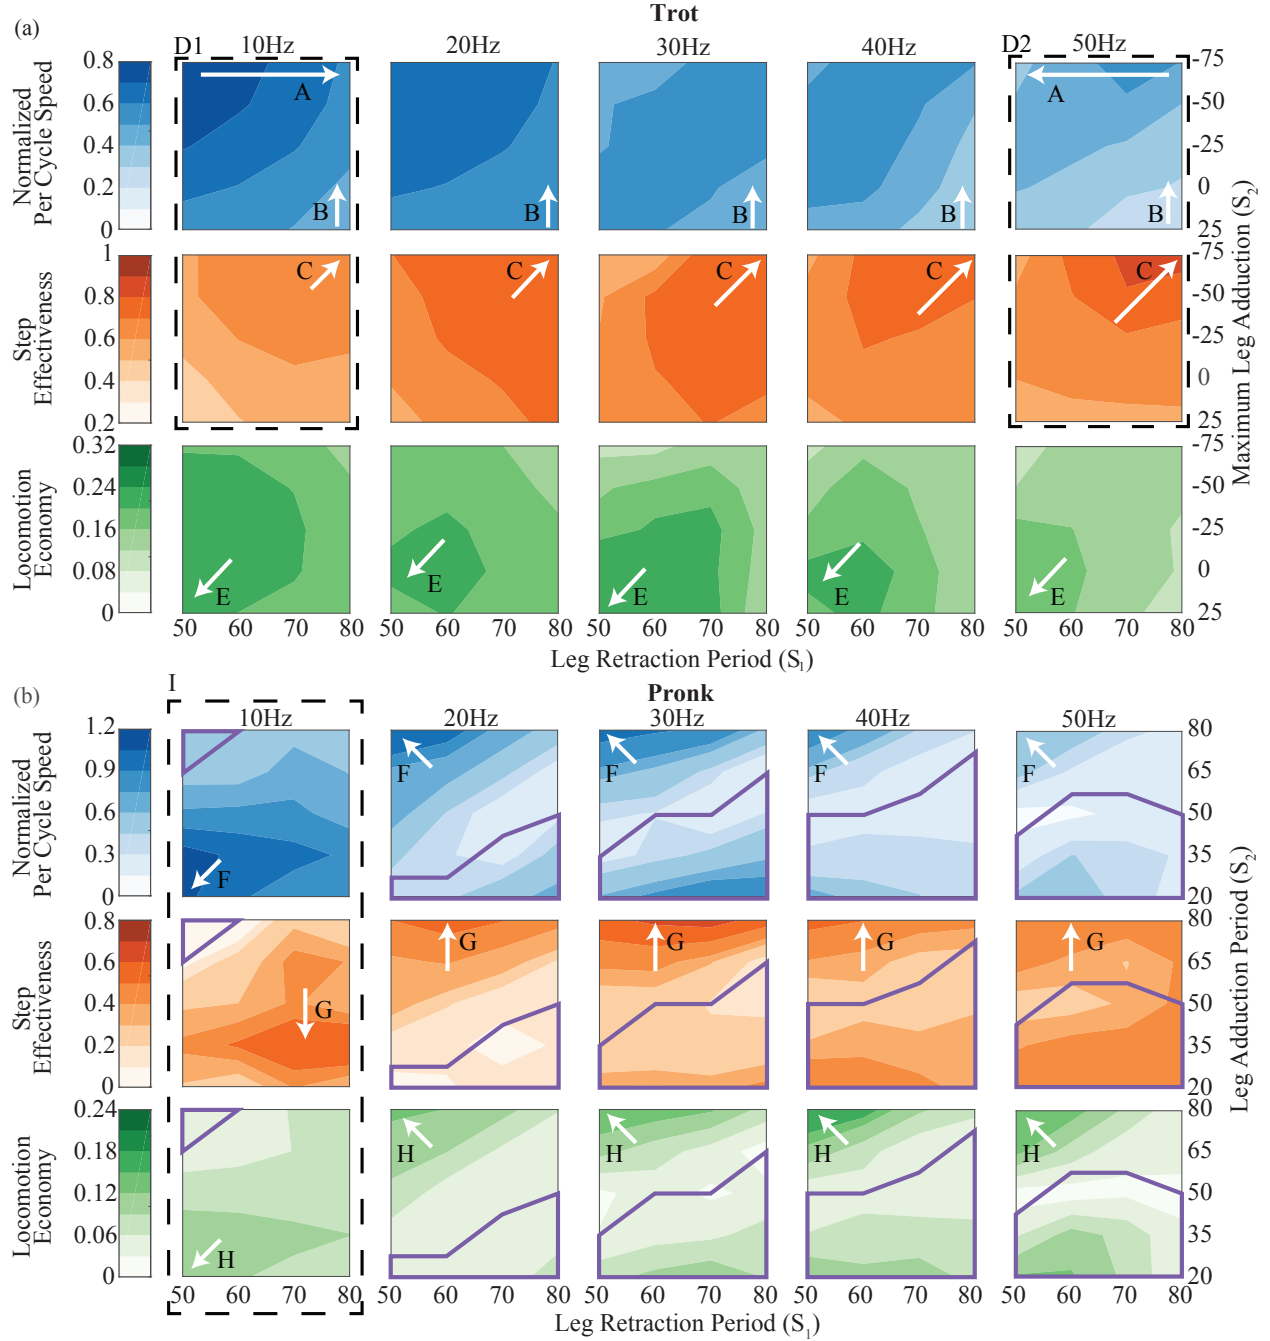 (a)
Trot
D1
10Hz
20Hz
30Hz
40Hz
D2
50Hz
Normalized
Per Cycle Speed
0.8
0.6
0.4
0.2
0
A
B
B
B
B
A
B
-75
-50
-25
0
25
Step
Effectiveness
1
0.8
0.6
0.4
0.2
C
C
C
C
C
-75
-50
-25
0
25
Maximum Leg Adduction (S2)
Locomotion
Economy
0.32
0.24
0.16
0.08
0
E
E
E
E
E
-75
-50
-25
0
25
50 60 70 80
50 60 70 80
50 60 70 80
50 60 70 80
50 60 70 80
Leg Retraction Period (S1)
(b)
I
Pronk
10Hz
20Hz
30Hz
40Hz
50Hz
Normalized
Per Cycle Speed
1.2
0.9
0.6
0.3
0
F
F
F
F
F
80
65
50
35
20
Step
Effectiveness
0.8
0.6
0.4
0.2
0
G
G
G
G
G
80
65
50
35
20
Leg Adduction Period (S2)
Locomotion
Economy
0.24
0.18
0.12
0.06
0
H
H
H
H
H
80
65
50
35
20
50 60 70 80
50 60 70 80
50 60 70 80
50 60 70 80
50 60 70 80
Leg Retraction Period (S1)